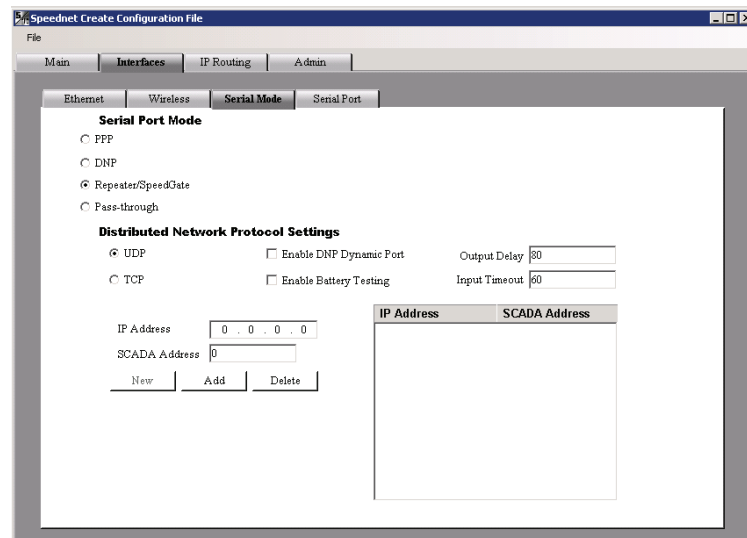 Speednet Create Configuration File
File
Main Interfaces IP Routing Admin
Ethernet Wireless Serial Mode Serial Port
Serial Port Mode
PPP
DNP
Repeater/SpeedGate
Pass-through
Distributed Network Protocol Settings
UDP Enable DNP Dynamic Port Output Delay 80
TCP Enable Battery Testing Input Timeout 60
IP Address SCADA Address
IP Address 0 . 0 . 0 . 0
SCADA Address 0
New Add Delete